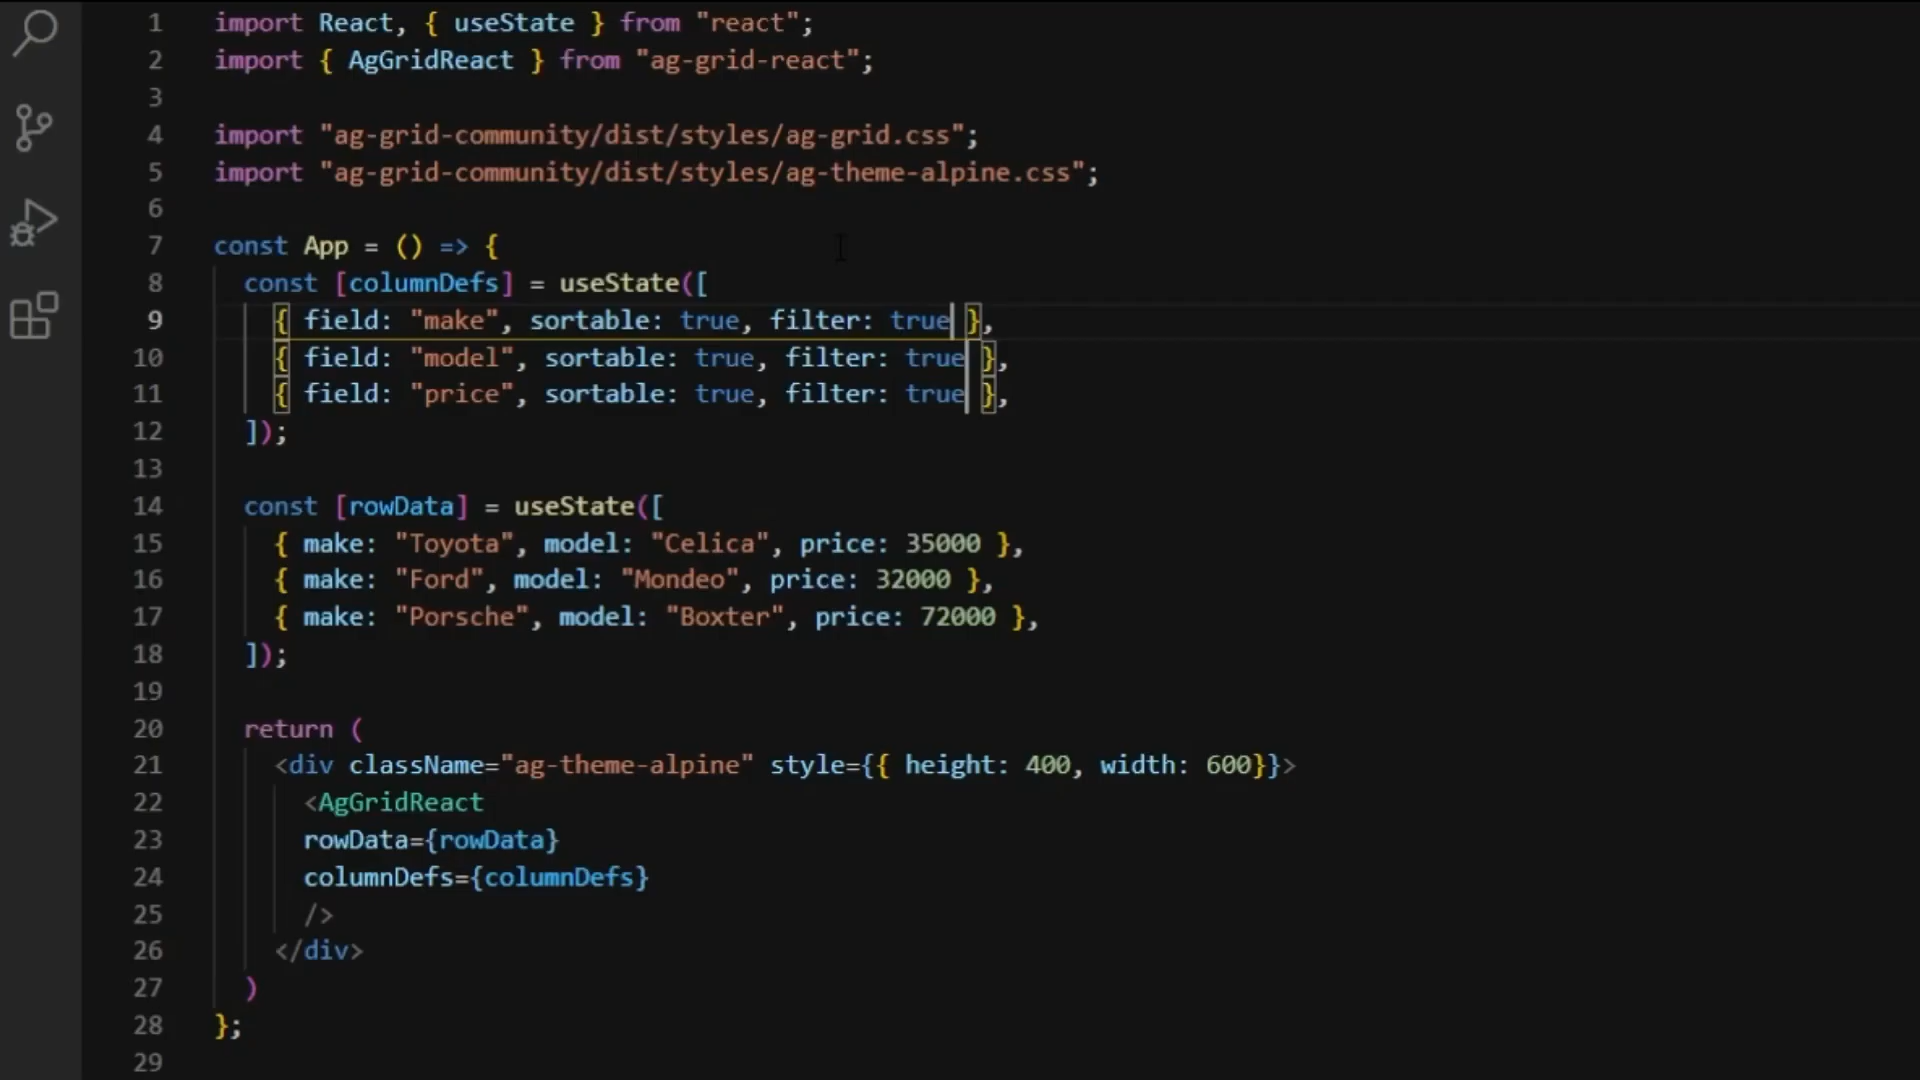 1 import React, { useState } from "react";
2 import { AgGridReact } from "ag-grid-react";
3
4 import "ag-grid-community/dist/styles/ag-grid.css";
5 import "ag-grid-community/dist/styles/ag-theme-alpine.css";
6
7 const App = () => {
8   const [columnDefs] = useState([
9     { field: "make", sortable: true, filter: true },
10     { field: "model", sortable: true, filter: true },
11     { field: "price", sortable: true, filter: true },
12   ]);
13
14   const [rowData] = useState([
15     { make: "Toyota", model: "Celica", price: 35000 },
16     { make: "Ford", model: "Mondeo", price: 32000 },
17     { make: "Porsche", model: "Boxter", price: 72000 },
18   ]);
19
20   return (
21     <div className="ag-theme-alpine" style={{ height: 400, width: 600}}>
22       <AgGridReact
23       rowData={rowData}
24       columnDefs={columnDefs}
25       />
26     </div>
27   )
28 };
29